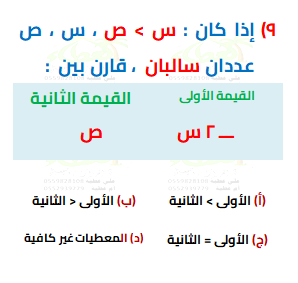 ٩) إذا كان : س < ص ، س ، ص
عددان سالبان ، قارن بين :
القيمة الأولى القيمة الثانية
ــ ٢ س ص
(أ) الأولى < الثانية (ب) الأولى > الثانية
(ج) الأولى = الثانية (د) المعطيات غير كافية